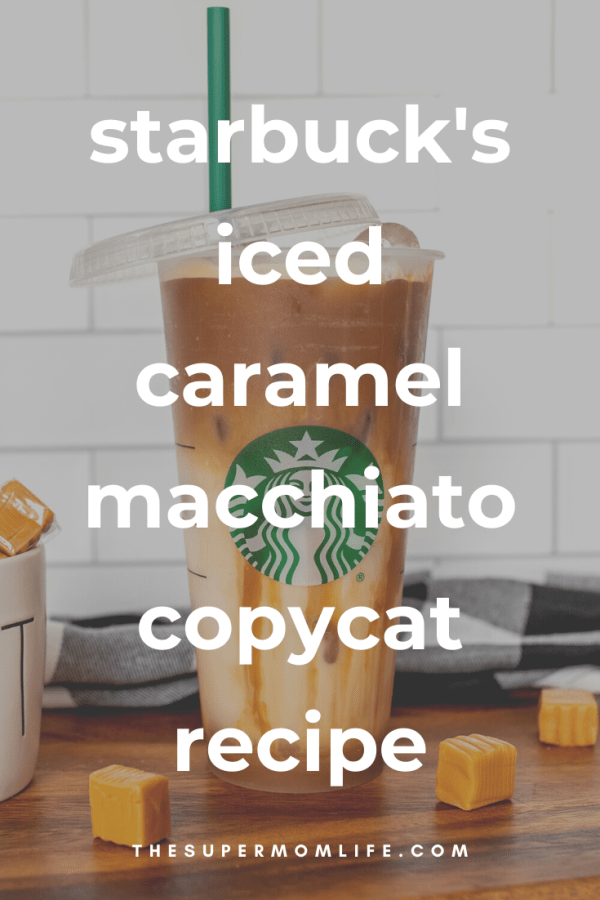 starbuck's
iced
caramel
macchiato
copycat
recipe
T
®
THESUPERMOMLIFE.COM